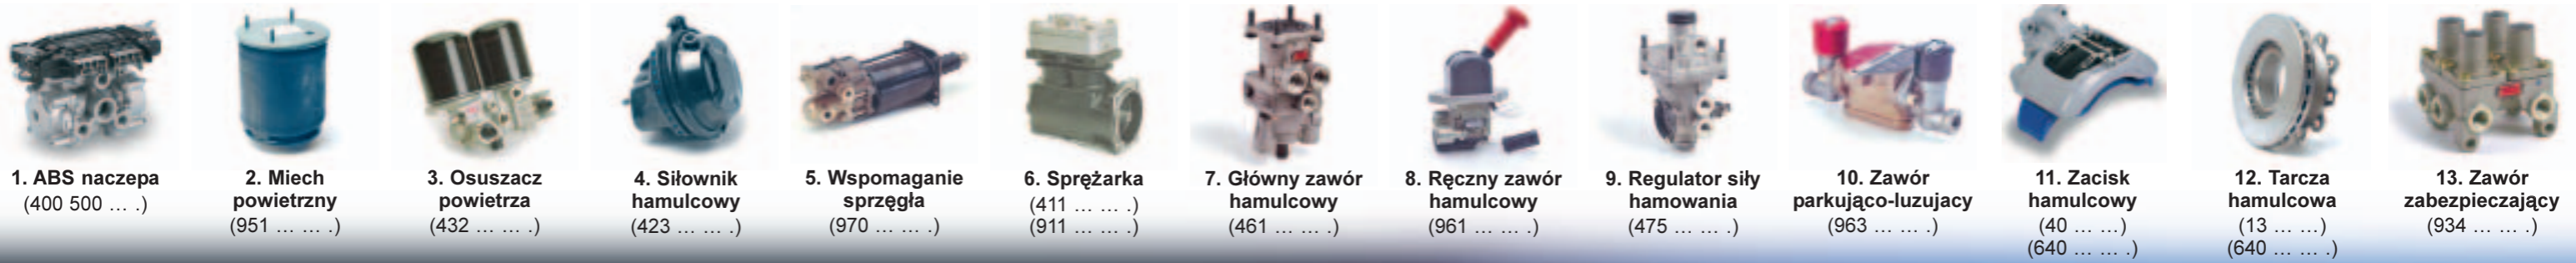 1. ABS naczepa
(400 500 ... .)
2. Miech
powietrzny
(951 ... ... .)
3. Osuszacz
powietrza
(432 ... ... .)
4. Siłownik
hamulcowy
(423 ... ... .)
5. Wspomaganie
sprzęgła
(970 ... ... .)
6. Sprężarka
(411 ... ... .)
(911 ... ... .)
7. Główny zawór
hamulcowy
(461 ... ... .)
8. Ręczny zawór
hamulcowy
(961 ... ... .)
9. Regulator siły
hamowania
(475 ... ... .)
10. Zawór
parkująco-luzujacy
(963 ... ... .)
11. Zacisk
hamulcowy
(40 ... ...)
(640 ... ... .)
12. Tarcza
hamulcowa
(13 ... ...)
(640 ... ... .)
13. Zawór
zabezpieczający
(934 ... ... .)